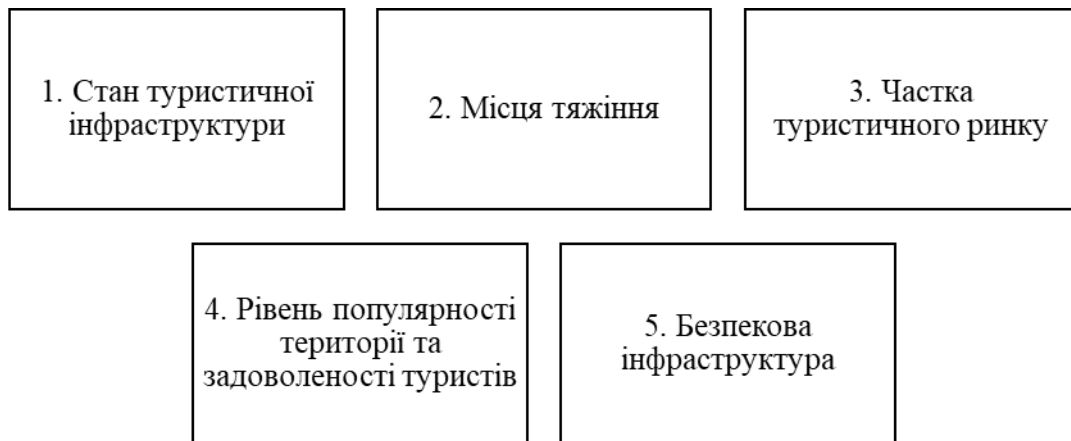 1. Стан туристичної
інфраструктури
2. Місця тяжіння
3. Частка
туристичного ринку
4. Рівень популярності
території та
задоволеності туристів
5. Безпекова
інфраструктура